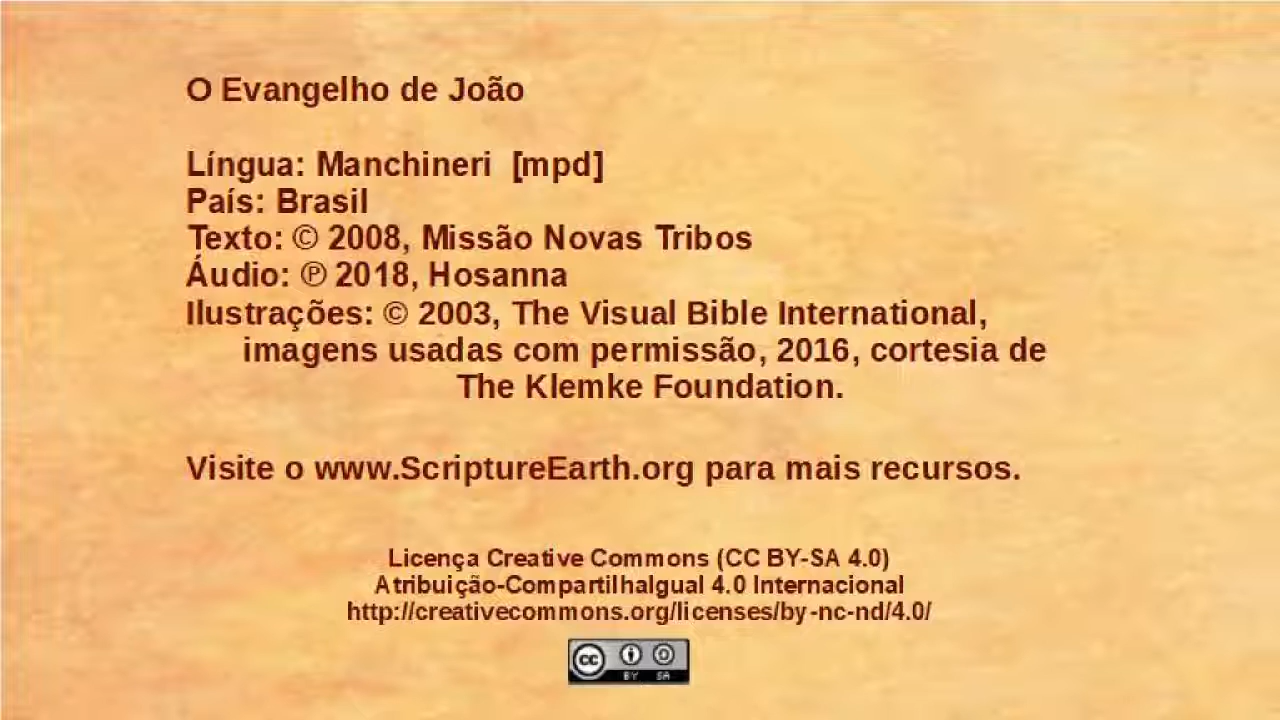 O Evangelho de João
Língua: Manchineri [mpd]
País: Brasil
Texto: © 2008, Missão Novas Tribos
Áudio: ℗ 2018, Hosanna
Ilustrações: © 2003, The Visual Bible International,
imagens usadas com permissão, 2016, cortesia de
The Klemke Foundation.
Visite o www.ScriptureEarth.org para mais recursos.
Licença Creative Commons (CC BY-SA 4.0)
Atribuição-CompartilhaIgual 4.0 Internacional
http://creativecommons.org/licenses/by-nc-nd/4.0/
cc BY SA